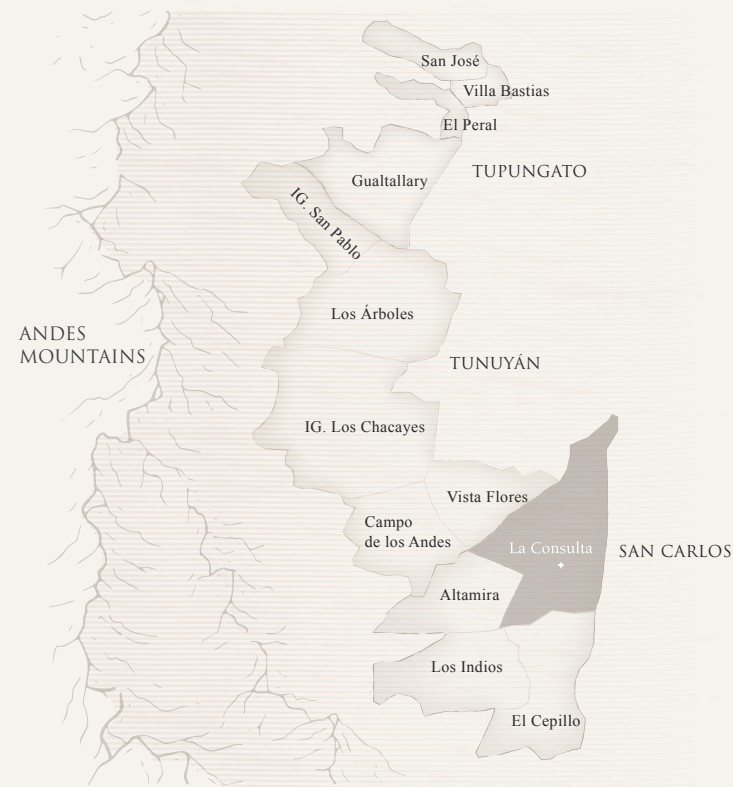 San José
Villa Bastias
El Peral
TUPUNGATO
Gualtallary
IG. San Pablo
Los Árboles
ANDES
MOUNTAINS
TUNUYÁN
IG. Los Chacayes
Vista Flores
Campo
de los Andes
La Consulta
SAN CARLOS
Altamira
Los Indios
El Cepillo